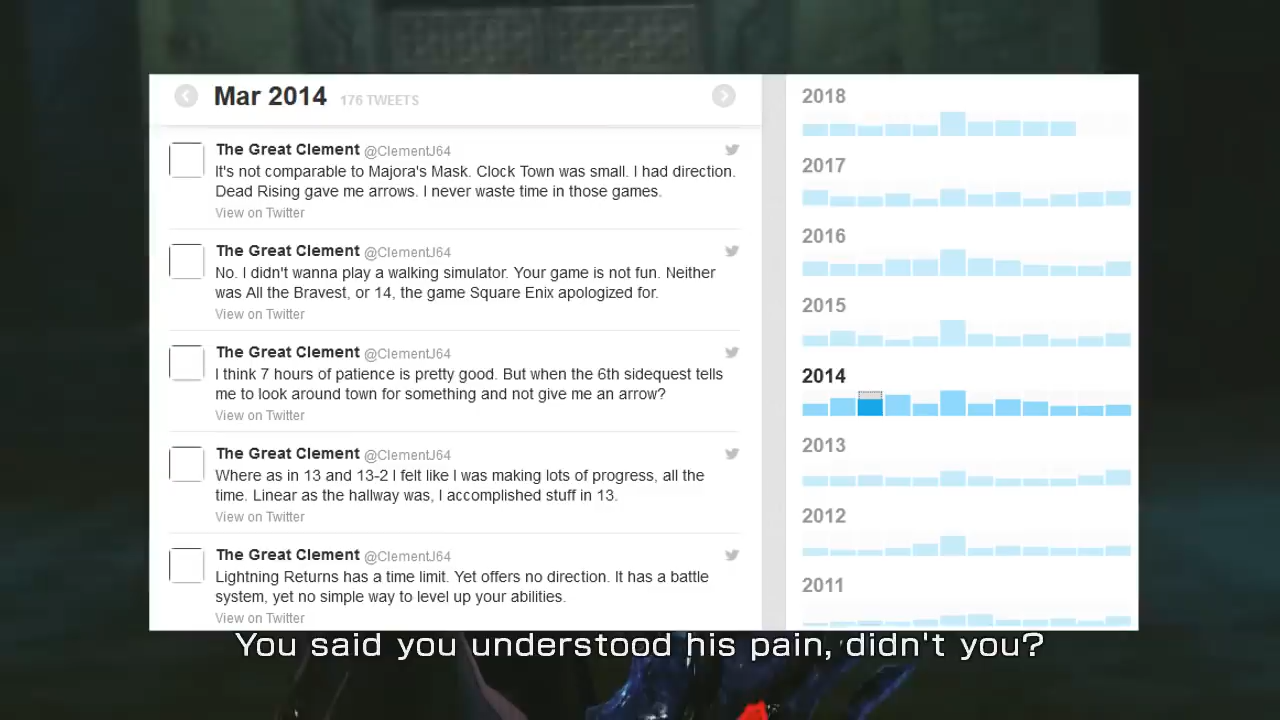 Mar 2014 176 TWEETS
The Great Clement @ClementJ64
It's not comparable to Majora's Mask. Clock Town was small. I had direction.
Dead Rising gave me arrows. I never waste time in those games.
View on Twitter
The Great Clement @ClementJ64
No. I didn't wanna play a walking simulator. Your game is not fun. Neither
was All the Bravest, or 14, the game Square Enix apologized for.
View on Twitter
The Great Clement @ClementJ64
I think 7 hours of patience is pretty good. But when the 6th sidequest tells
me to look around town for something and not give me an arrow?
View on Twitter
The Great Clement @ClementJ64
Where as in 13 and 13-2 I felt like I was making lots of progress, all the
time. Linear as the hallway was, I accomplished stuff in 13.
View on Twitter
The Great Clement @ClementJ64
Lightning Returns has a time limit. Yet offers no direction. It has a battle
system, yet no simple way to level up your abilities.
View on Twitter
2018
2017
2016
2015
2014
2013
2012
2011
You said you understood his pain, didn't you?